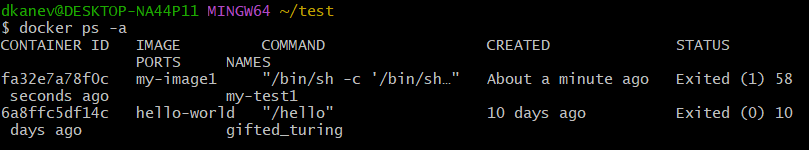 dkanev@DESKTOP-NA44P11 MINGW64 ~/test
$ docker ps -a
CONTAINER ID   IMAGE         COMMAND                  CREATED              STATUS
               PORTS     NAMES
fa32e7a78f0c   my-image1     "/bin/sh -c '/bin/sh…"   About a minute ago   Exited (1) 58
 seconds ago             my-test1
6a8ffc5df14c   hello-world   "/hello"                 10 days ago          Exited (0) 10
 days ago                gifted_turing